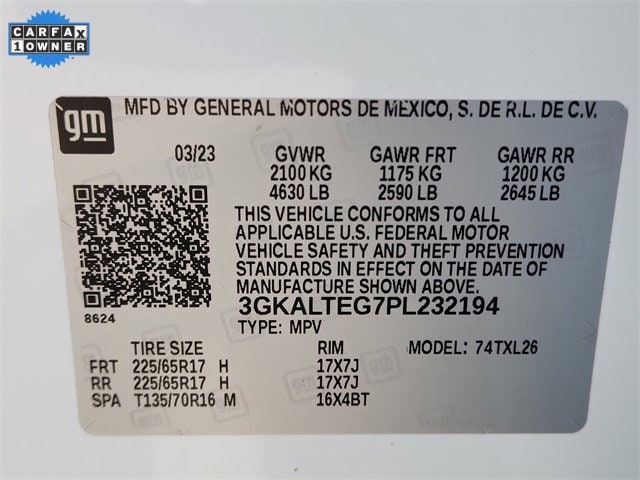 CARFAX
1 OWNER
gm MFD BY GENERAL MOTORS DE MEXICO, S. DE R.L. DE C.V.
03/23 GVWR GAWR FRT GAWR RR
2100 KG 1175 KG 1200 KG
4630 LB 2590 LB 2645 LB
THIS VEHICLE CONFORMS TO ALL
APPLICABLE U.S. FEDERAL MOTOR
VEHICLE SAFETY AND THEFT PREVENTION
STANDARDS IN EFFECT ON THE DATE OF
MANUFACTURE SHOWN ABOVE.
3GKALTEG7PL232194
8624
TYPE: MPV
TIRE SIZE RIM MODEL: 74TXL26
FRT 225/65R17 H 17X7J
RR 225/65R17 H 17X7J
SPA T135/70R16 M 16X4BT